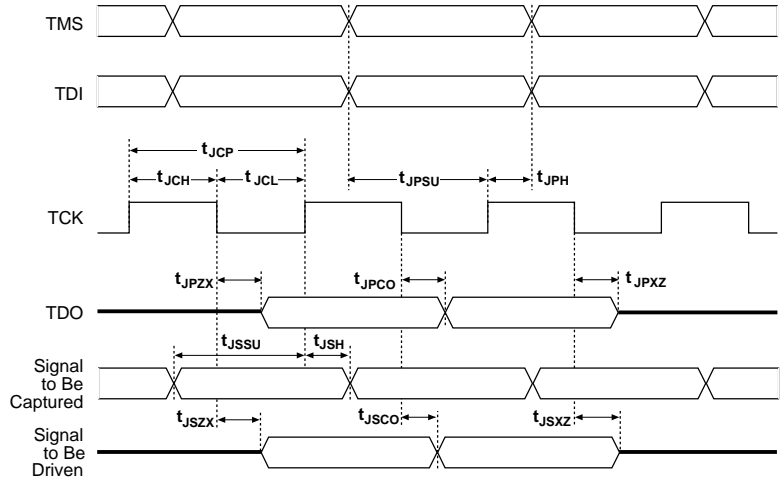 TMS
TDI
tJCP
tJCH
tJCL
tJPSU
tJPH
TCK
tJPZX
tJPCO
tJPXZ
TDO
tJSSU
tJSH
Signal
to Be
Captured
tJSZX
tJSCO
tJSXZ
Signal
to Be
Driven